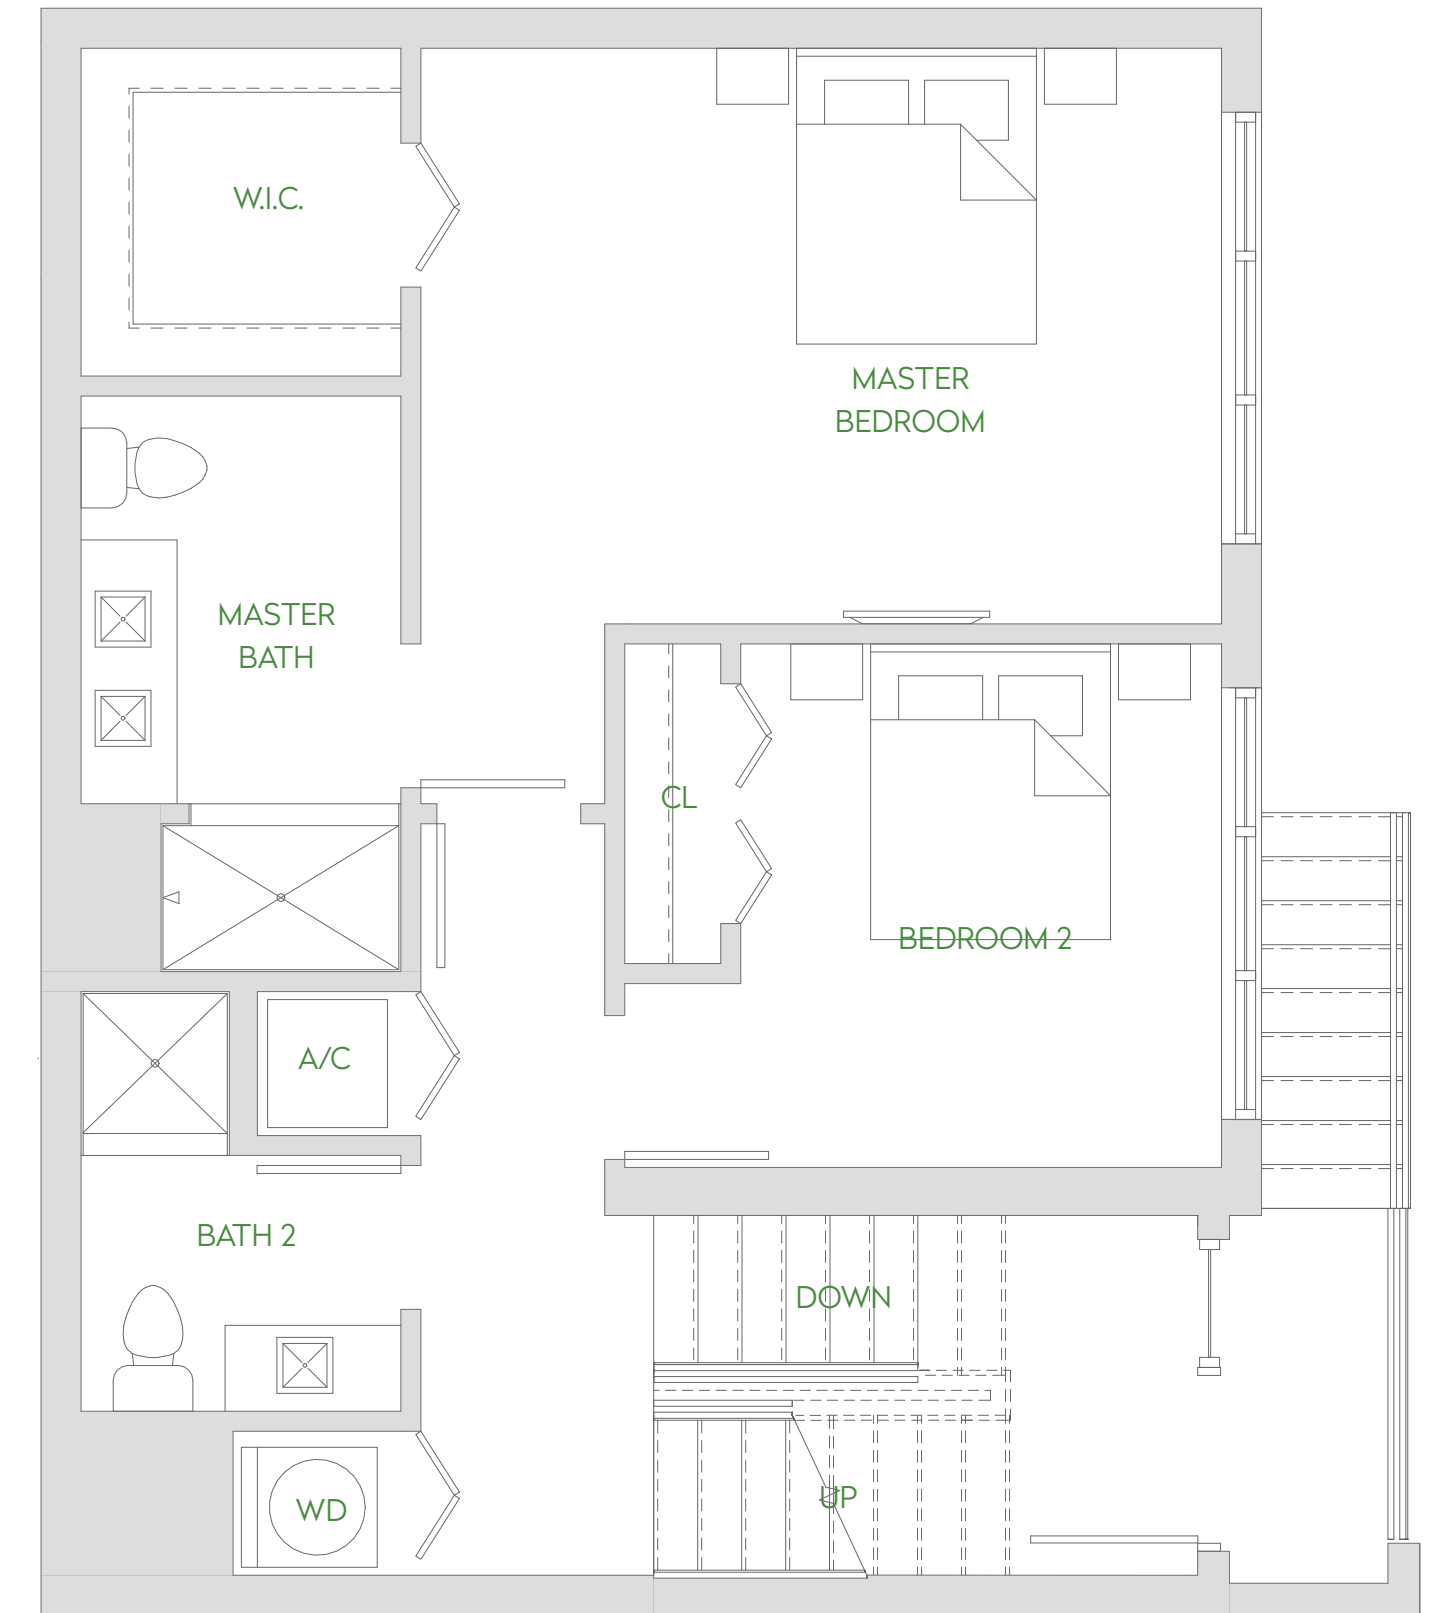 W.I.C.
MASTER
BEDROOM
MASTER
BATH
CL
BEDROOM 2
A/C
BATH 2
DOWN
UP
WD